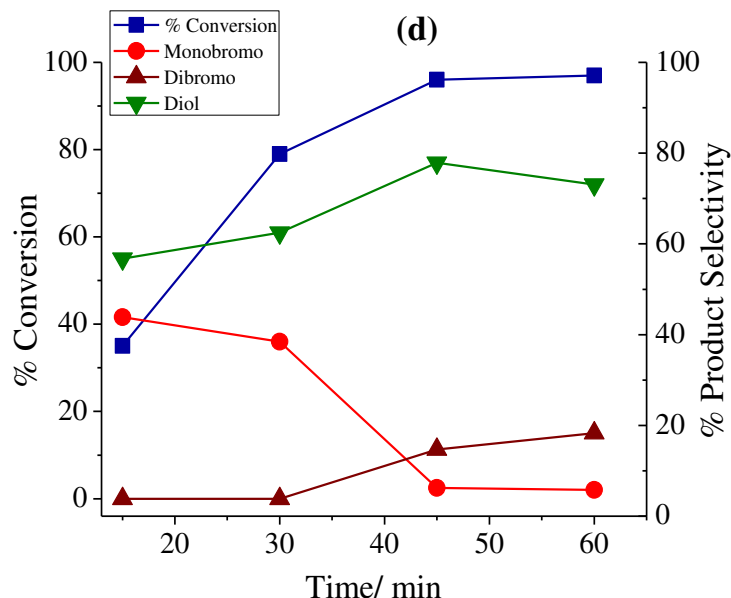 (d)
% Conversion
Monobromo
Dibromo
Diol
100
80
60
40
20
0
% Conversion
100
80
60
40
20
0
% Product Selectivity
20
30
40
50
60
Time/ min